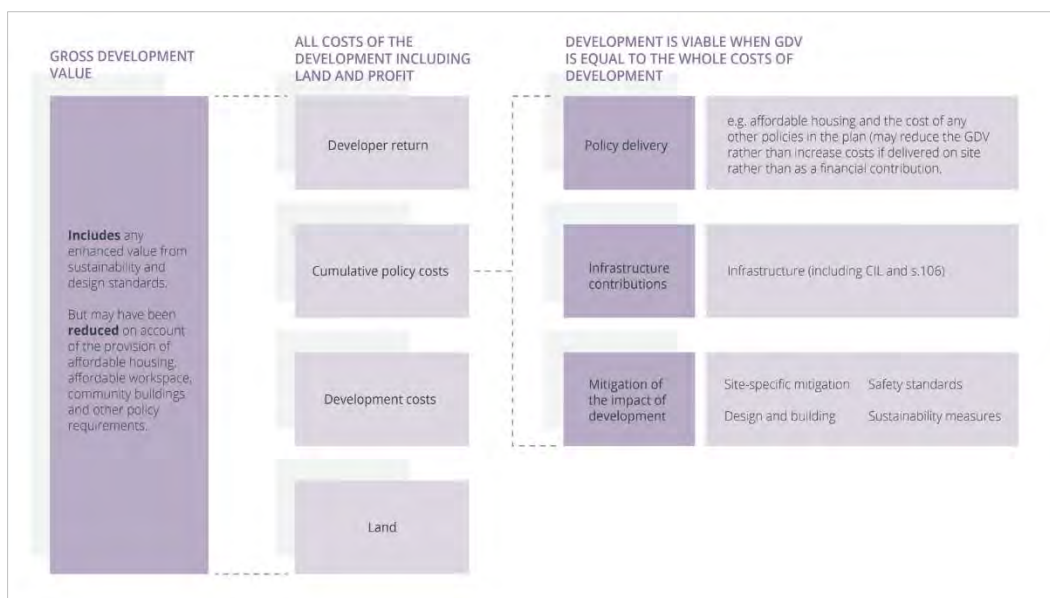 GROSS DEVELOPMENT
VALUE
Includes any
enhanced value from
sustainability and
design standards.
But may have been
reduced on account
of the provision of
affordable housing,
affordable workspace,
community buildings
and other policy
requirements.
ALL COSTS OF THE
DEVELOPMENT INCLUDING
LAND AND PROFIT
Developer return
Cumulative policy costs
Development costs
Land
DEVELOPMENT IS VIABLE WHEN GDV
IS EQUAL TO THE WHOLE COSTS OF
DEVELOPMENT
Policy delivery
e.g. affordable housing and the cost of any
other policies in the plan (may reduce the GDV
rather than increase costs if delivered on site
rather than as a financial contribution.
Infrastructure
contributions
Infrastructure (including CIL and s.106)
Mitigation of
the impact of
development
Site-specific mitigation Safety standards
Design and building Sustainability measures